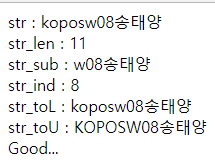 str : koposw08송태양
str_len : 11
str_sub : w08송태양
str_ind : 8
str_toL : koposw08송태양
str_toU : KOPOSW08송태양
Good...